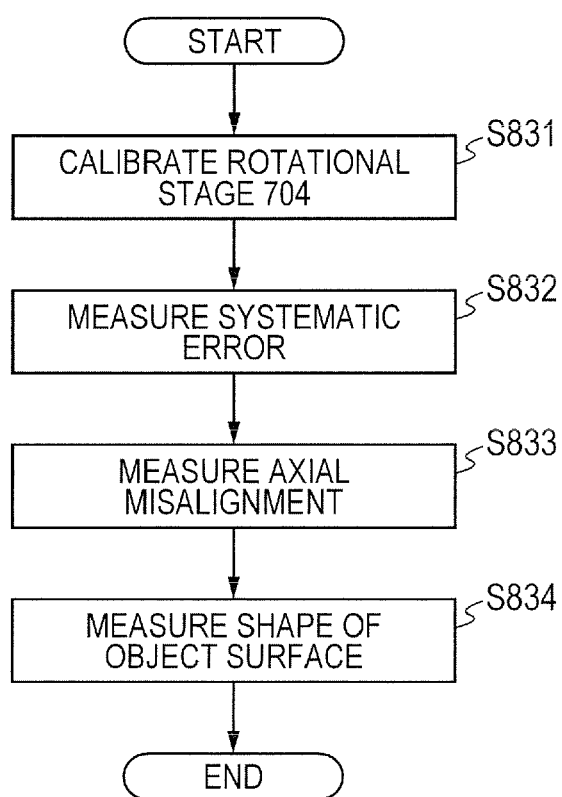 START
S831
CALIBRATE ROTATIONAL
STAGE 704
S832
MEASURE SYSTEMATIC
ERROR
S833
MEASURE AXIAL
MISALIGNMENT
S834
MEASURE SHAPE OF
OBJECT SURFACE
END